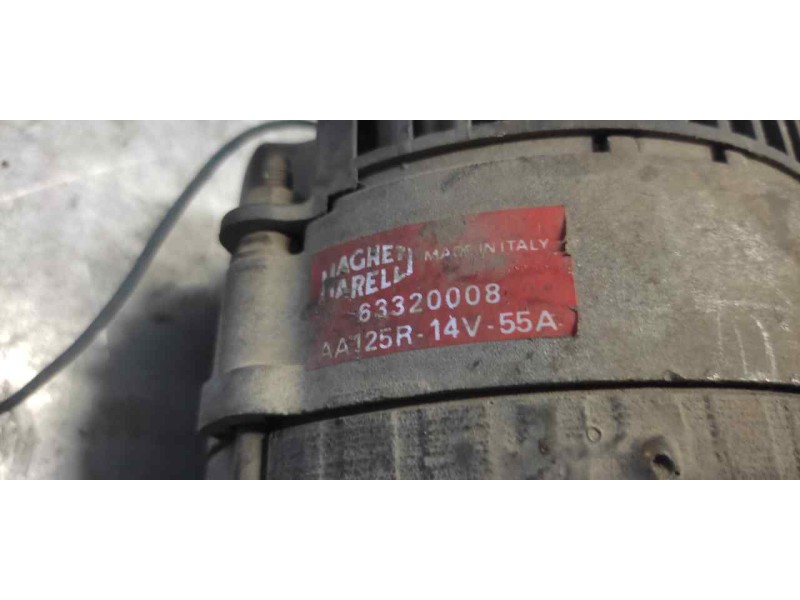 MAGNETI MADE IN ITALY
MARELLI
63320008
AA125R-14V-55A